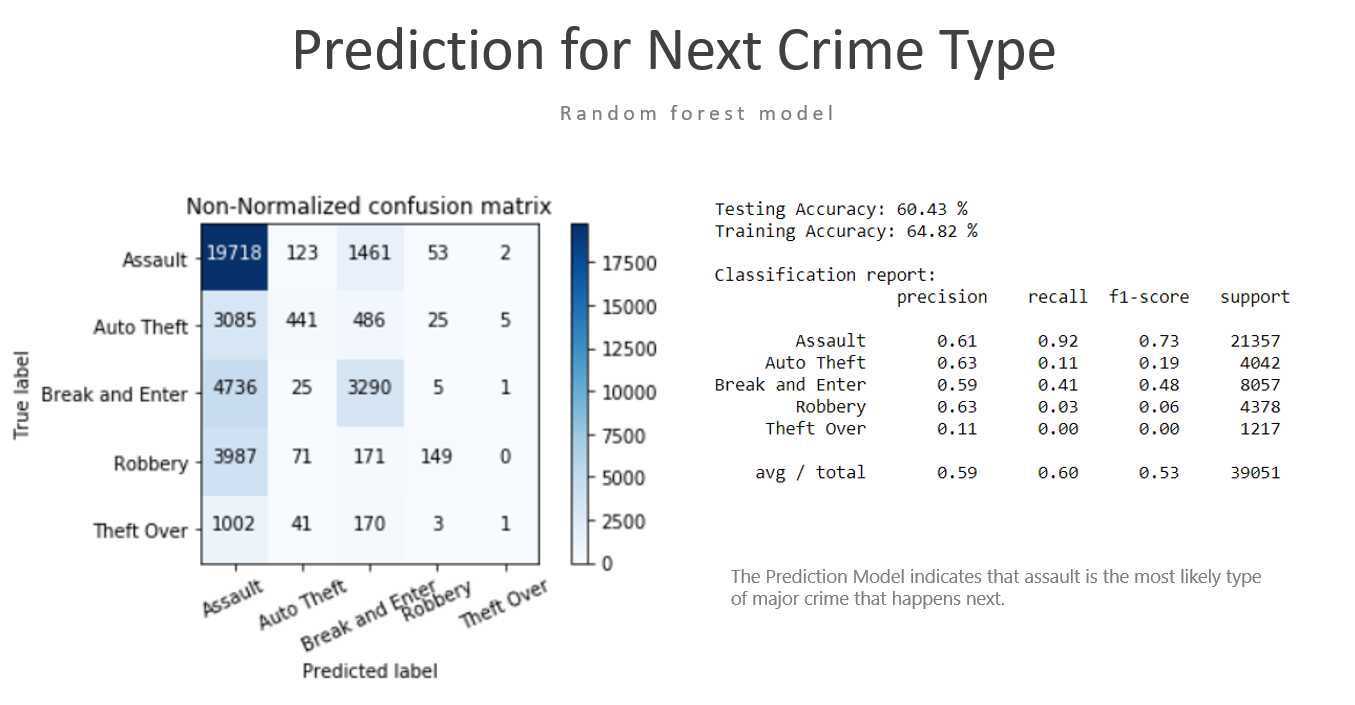 Prediction for Next Crime Type
Random forest model
Non-Normalized confusion matrix
True label
Assault 19718 123 1461 53 2
Auto Theft 3085 441 486 25 5
Break and Enter 4736 25 3290 5 1
Robbery 3987 71 171 149 0
Theft Over 1002 41 170 3 1
Assault Auto Theft Break and Enter Robbery Theft Over
Predicted label
17500
15000
12500
10000
7500
5000
2500
0
Testing Accuracy: 60.43 %
Training Accuracy: 64.82 %
Classification report:
precision recall f1-score support
Assault 0.61 0.92 0.73 21357
Auto Theft 0.63 0.11 0.19 4042
Break and Enter 0.59 0.41 0.48 8057
Robbery 0.63 0.03 0.06 4378
Theft Over 0.11 0.00 0.00 1217
avg / total 0.59 0.60 0.53 39051
The Prediction Model indicates that assault is the most likely type
of major crime that happens next.